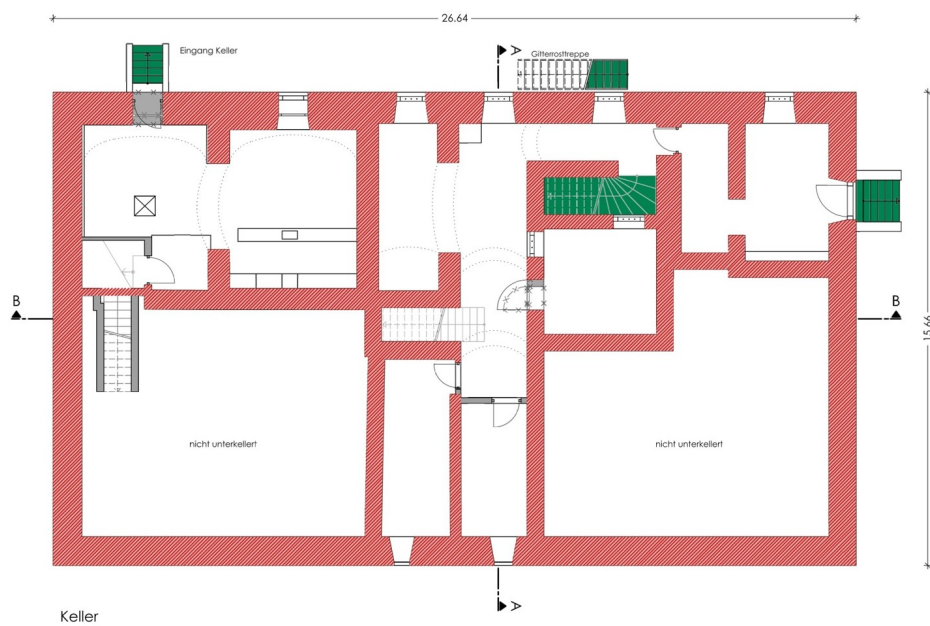 26.64
Eingang Keller
A
Gitterrosttreppe
B
B
15.66
nicht unterkellert
nicht unterkellert
A
Keller